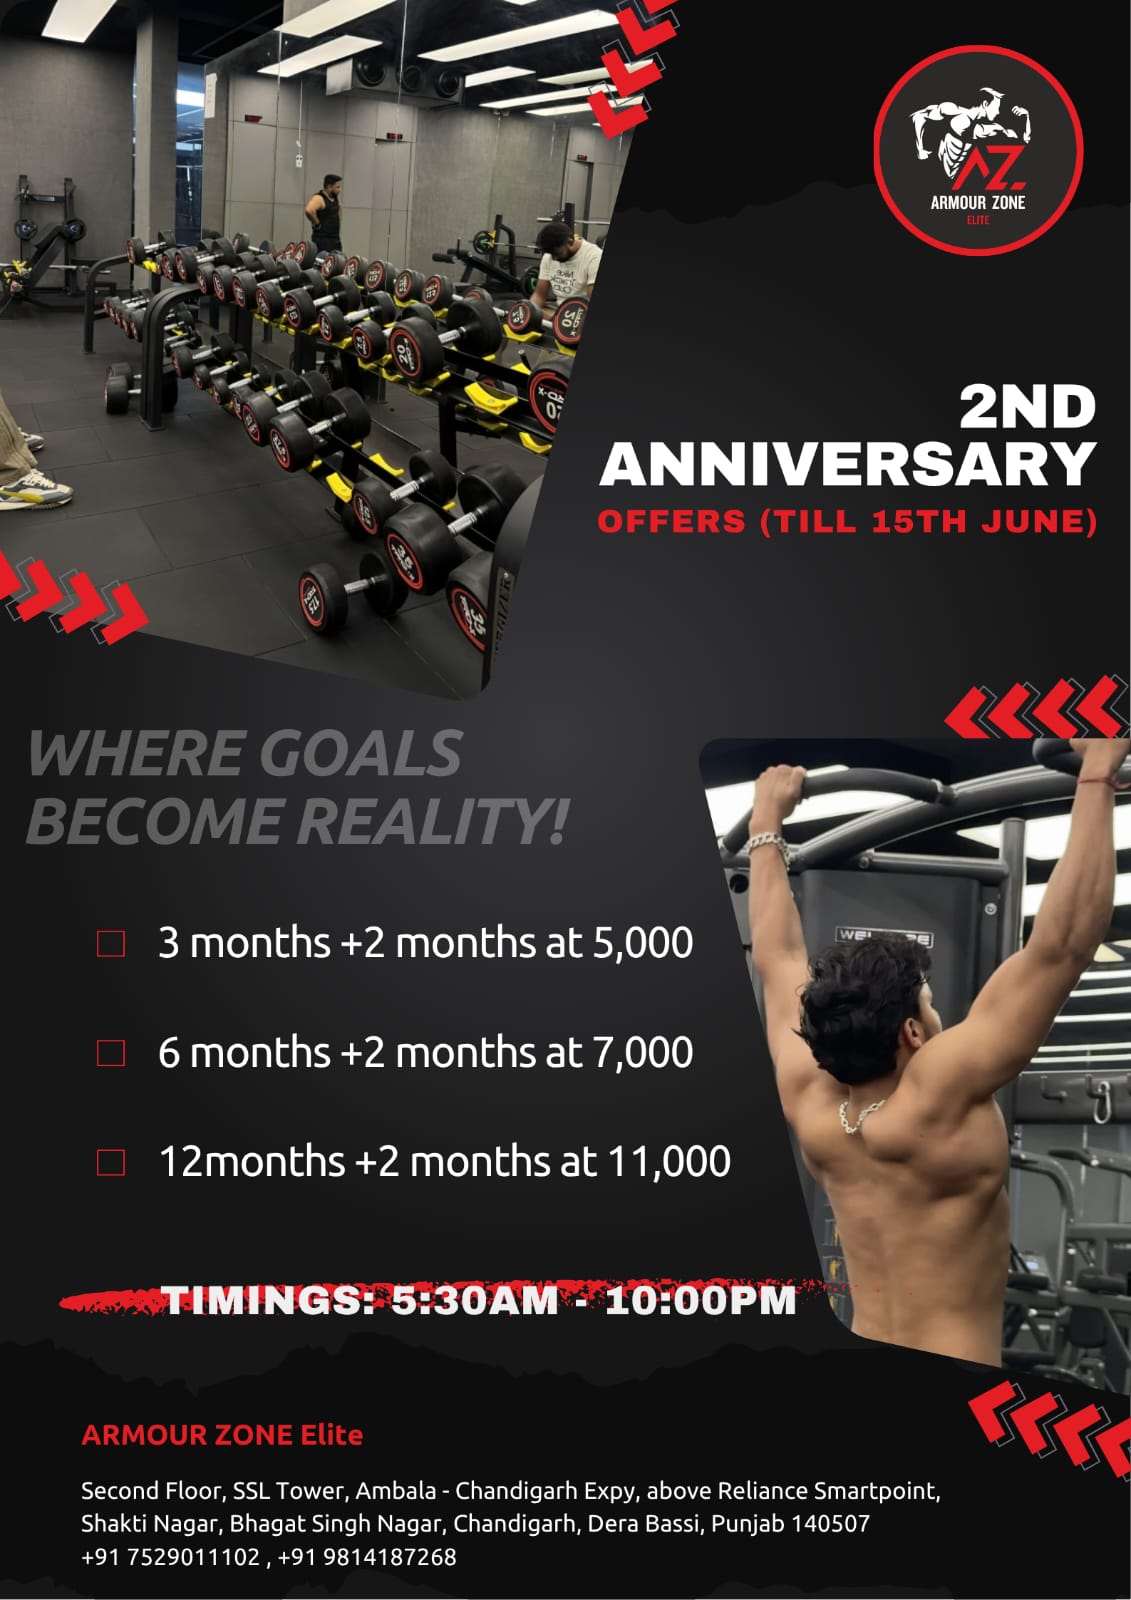 AZ
ARMOUR ZONE
ELITE
2ND
ANNIVERSARY
OFFERS (TILL 15TH JUNE)
WHERE GOALS
BECOME REALITY!
3 months +2 months at 5,000
6 months +2 months at 7,000
12months +2 months at 11,000
TIMINGS: 5:30AM - 10:00PM
ARMOUR ZONE Elite
Second Floor, SSL Tower, Ambala - Chandigarh Expy, above Reliance Smartpoint,
Shakti Nagar, Bhagat Singh Nagar, Chandigarh, Dera Bassi, Punjab 140507
+91 7529011102 , +91 9814187268